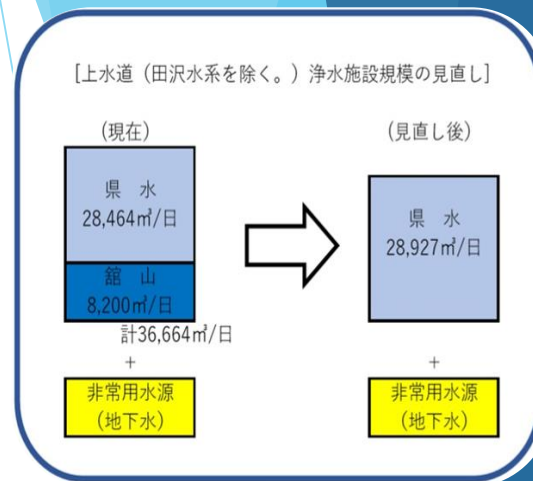 [上水道（田沢水系を除く。）浄水施設規模の見直し]
（現在）
県　水
28,464㎥/日
舘　山
8,200㎥/日
計36,664㎥/日
+
非常用水源
（地下水）
（見直し後）
県　水
28,927㎥/日
+
非常用水源
（地下水）